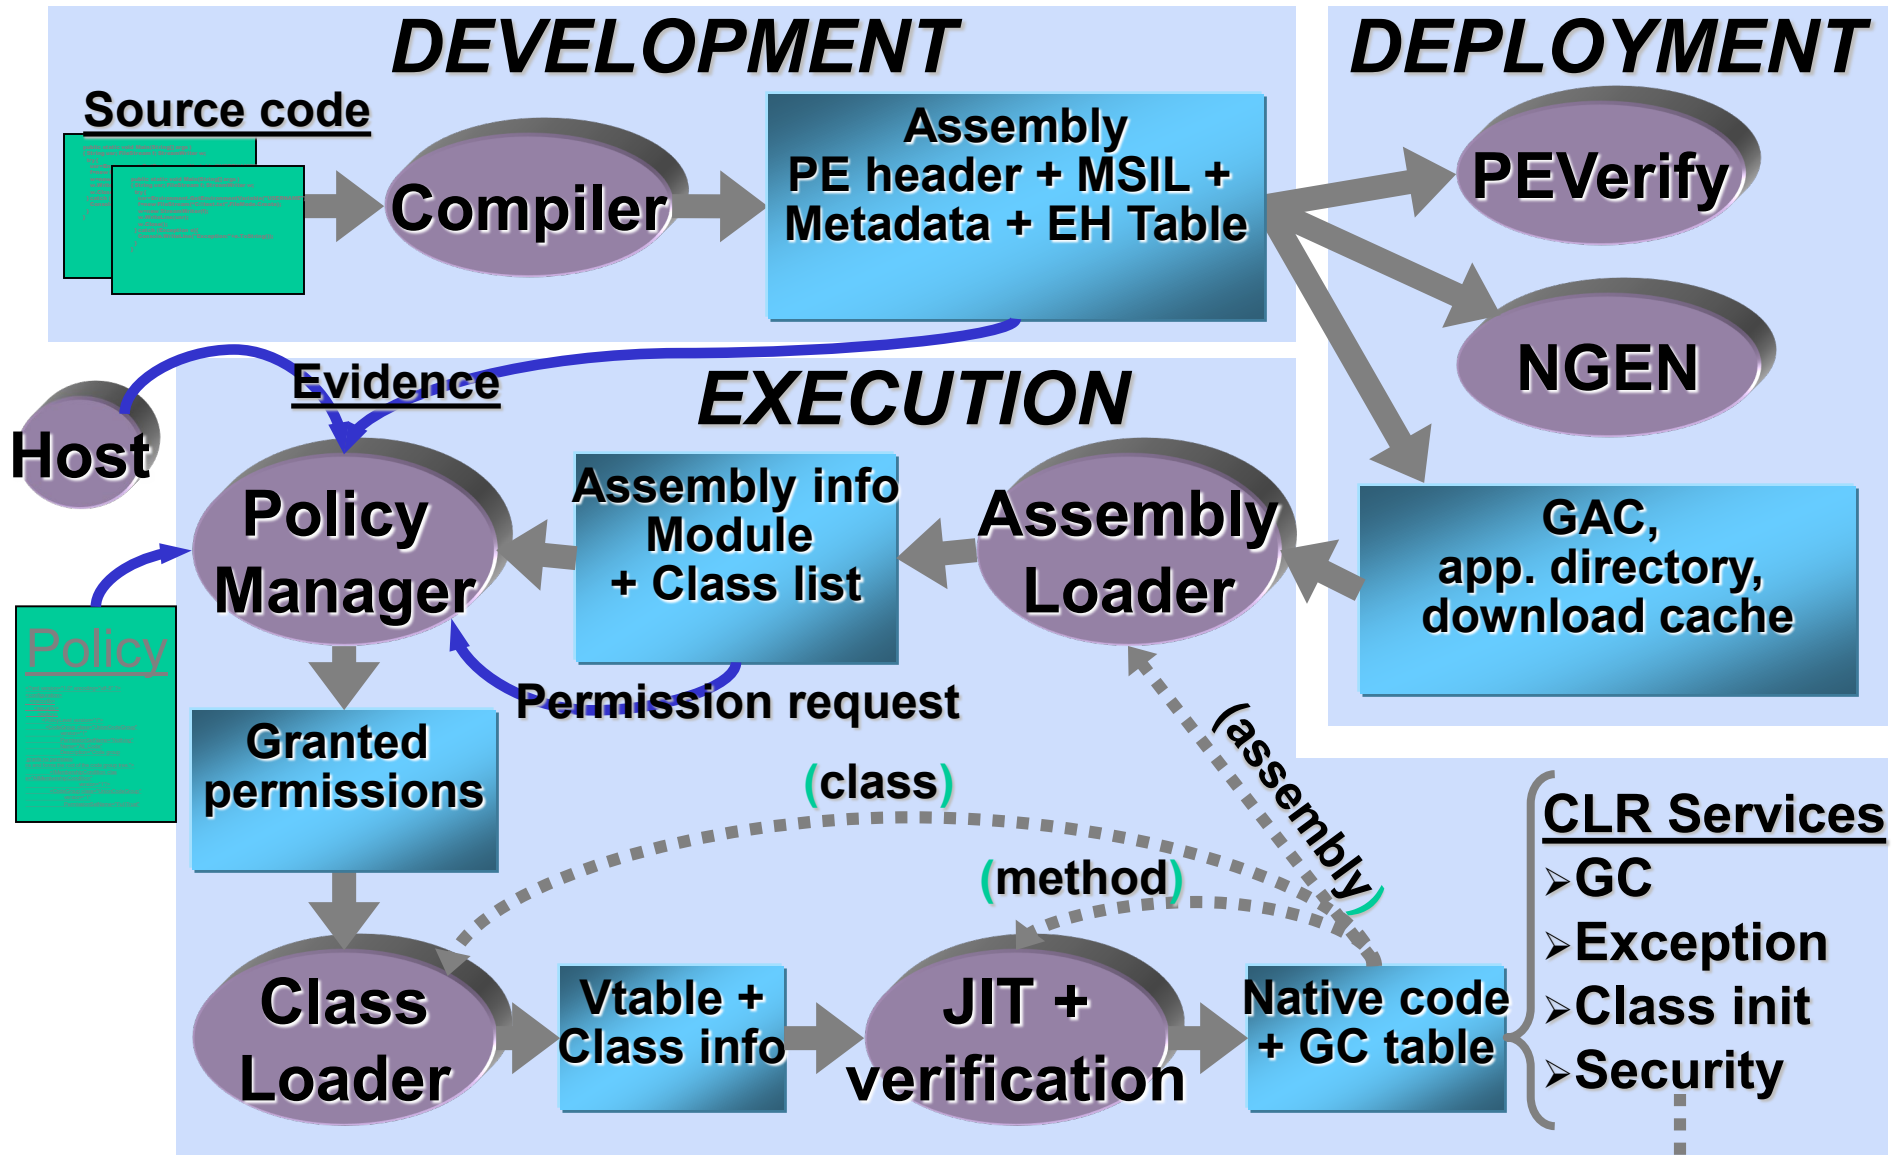 DEVELOPMENT
DEPLOYMENT
Source code
Compiler
Assembly
PE header + MSIL +
Metadata + EH Table
PEVerify
NGEN
Evidence
EXECUTION
Host
Policy
Manager
Assembly info
Module
+ Class list
Assembly
Loader
GAC,
app. directory,
download cache
Policy
Permission request
Granted
permissions
(class)
(assembly)
(method)
CLR Services
➢GC
➢Exception
➢Class init
➢Security
Class
Loader
Vtable +
Class info
JIT +
verification
Native code
+ GC table